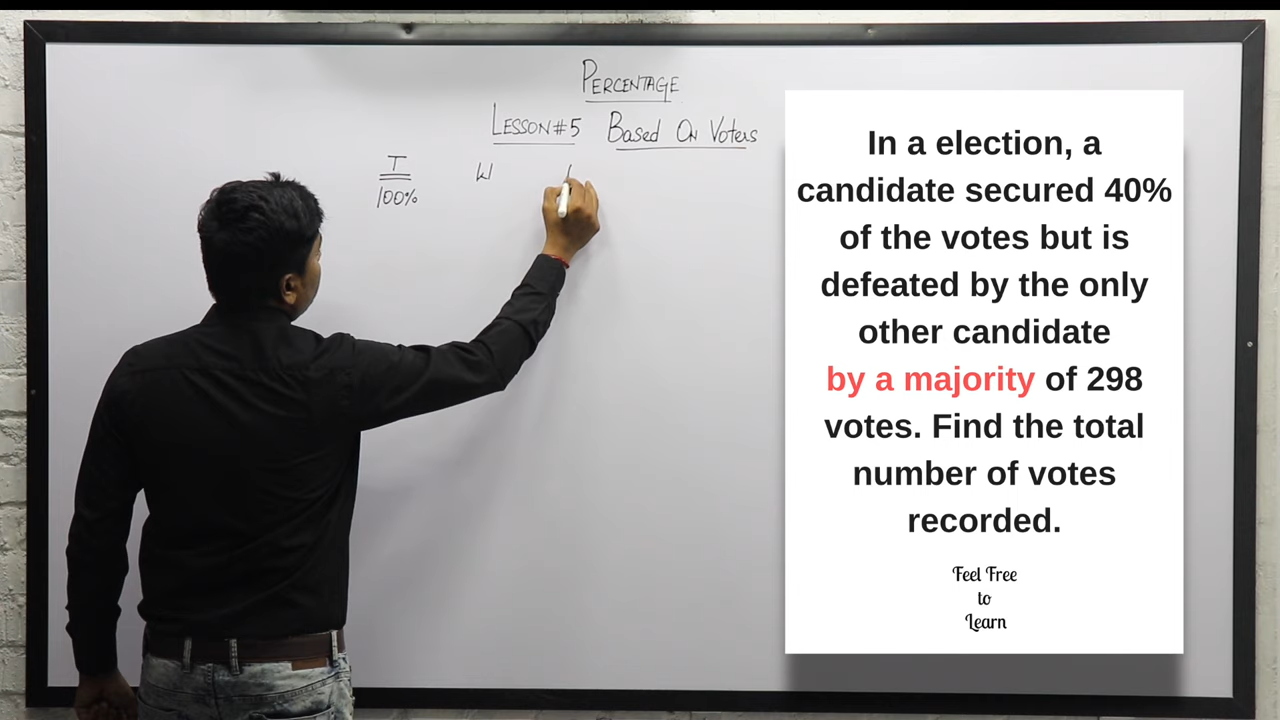 PERCENTAGE
LESSON#5 Based On Voters
T W
100%
In a election, a
candidate secured 40%
of the votes but is
defeated by the only
other candidate
by a majority of 298
votes. Find the total
number of votes
recorded.
Feel Free
to
Learn